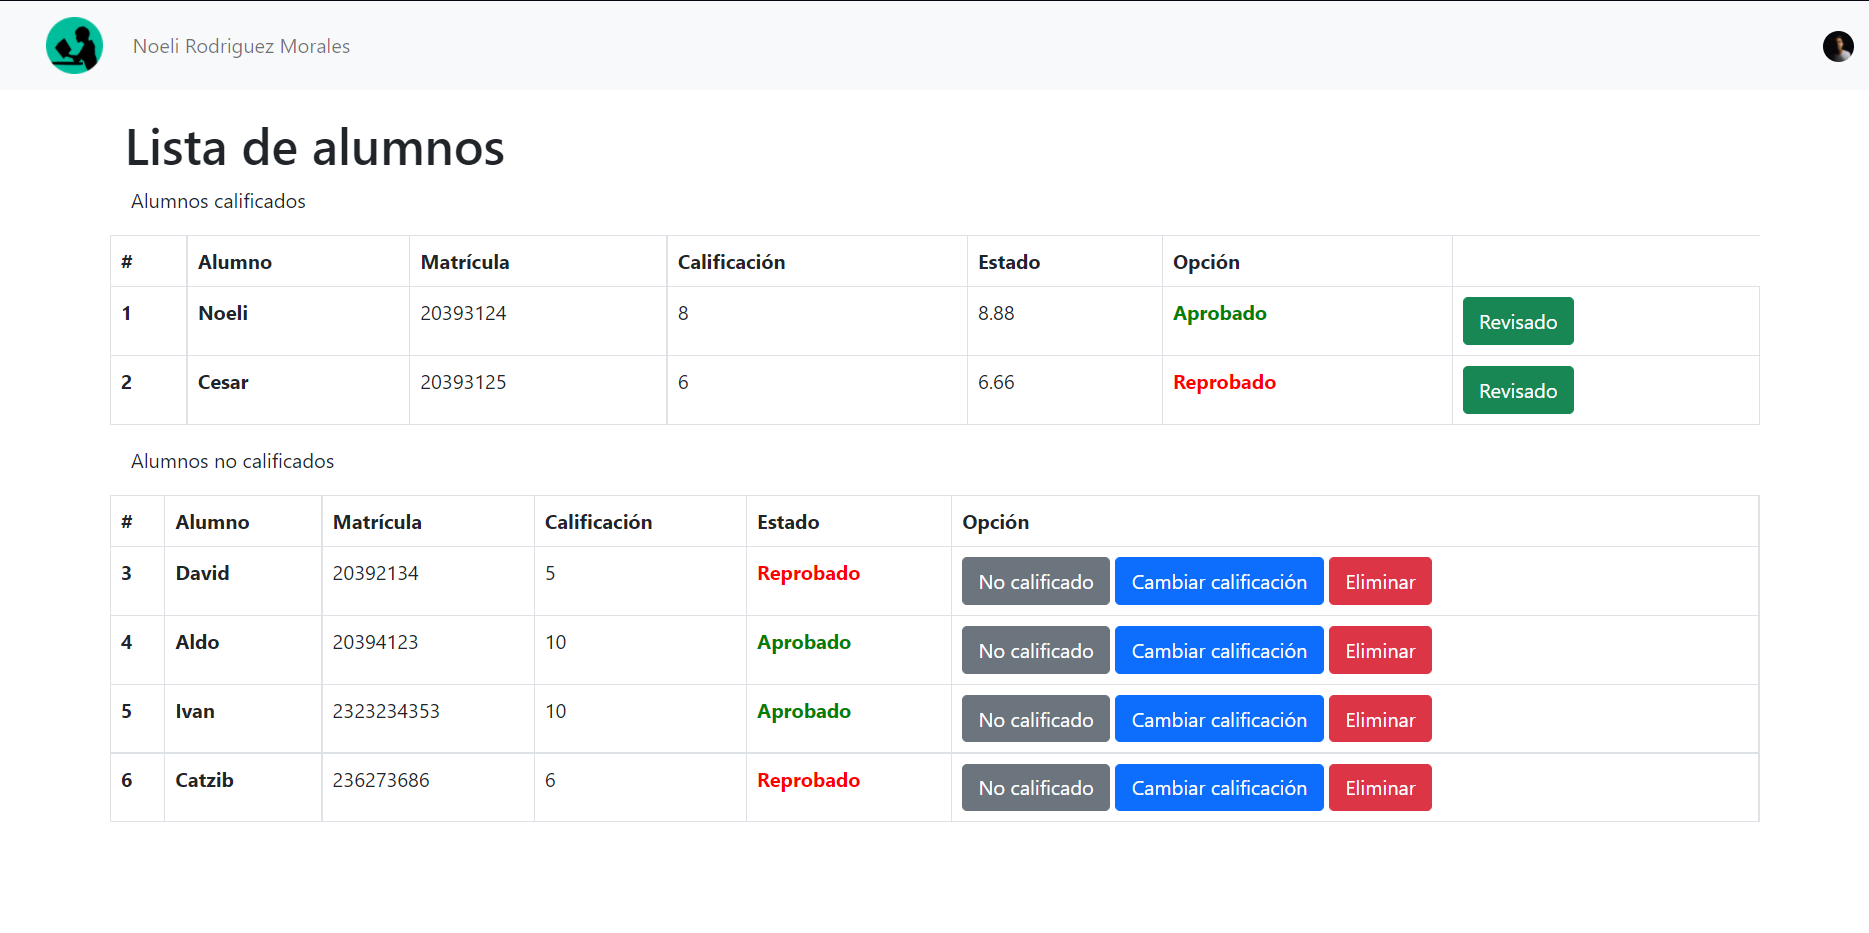 Noeli Rodriguez Morales
Lista de alumnos
Alumnos calificados
# Alumno Matrícula Calificación Estado Opción
1 Noeli 20393124 8 8.88 Aprobado Revisado
2 Cesar 20393125 6 6.66 Reprobado Revisado
Alumnos no calificados
# Alumno Matrícula Calificación Estado Opción
3 David 20392134 5 Reprobado No calificado Cambiar calificación Eliminar
4 Aldo 20394123 10 Aprobado No calificado Cambiar calificación Eliminar
5 Ivan 2323234353 10 Aprobado No calificado Cambiar calificación Eliminar
6 Catzib 236273686 6 Reprobado No calificado Cambiar calificación Eliminar